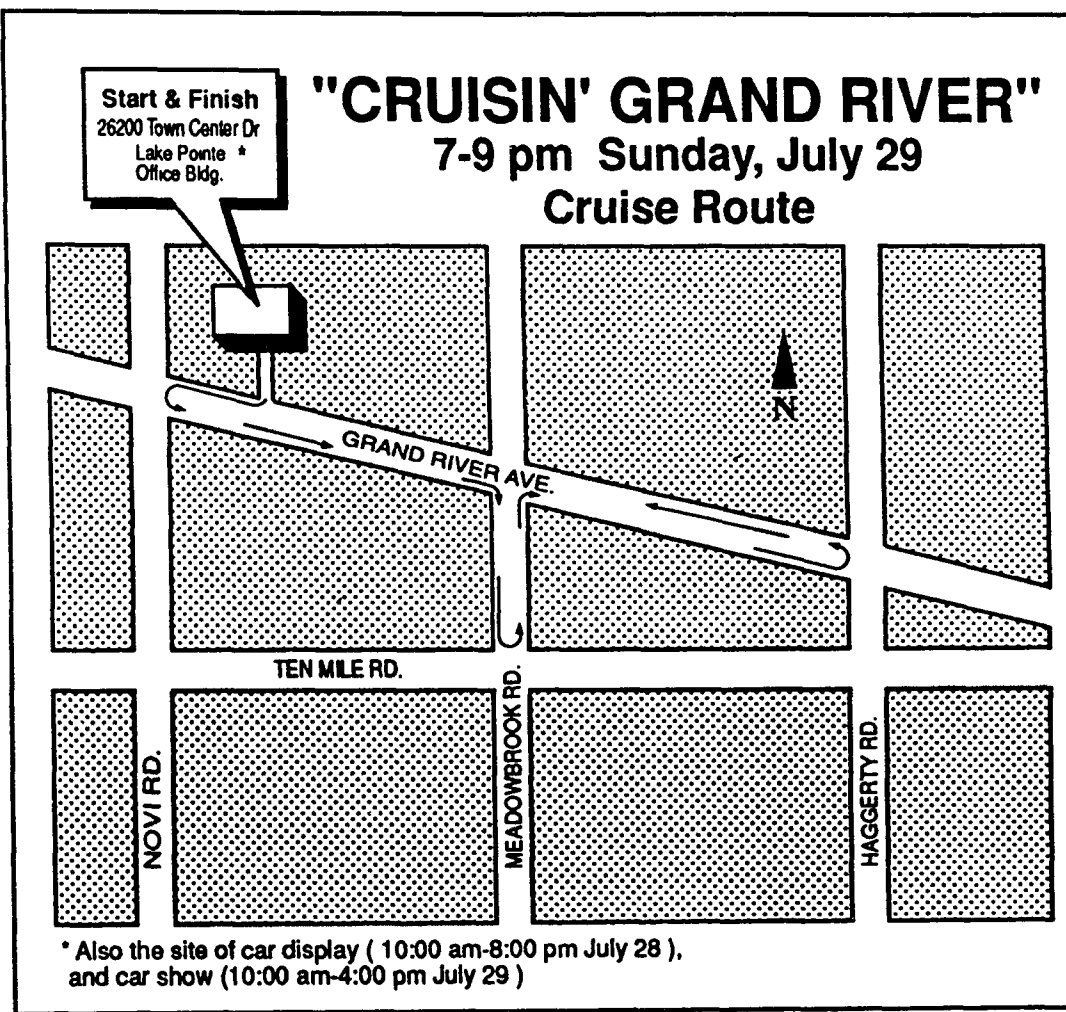 "CRUISIN' GRAND RIVER"
7-9 pm Sunday, July 29
Cruise Route
Start & Finish
26200 Town Center Dr
Lake Pointe *
Office Bldg.
N
GRAND RIVER AVE.
TEN MILE RD.
NOVI RD.
MEADOWBROOK RD.
HAGGERTY RD.
* Also the site of car display ( 10:00 am-8:00 pm July 28 ),
and car show (10:00 am-4:00 pm July 29 )